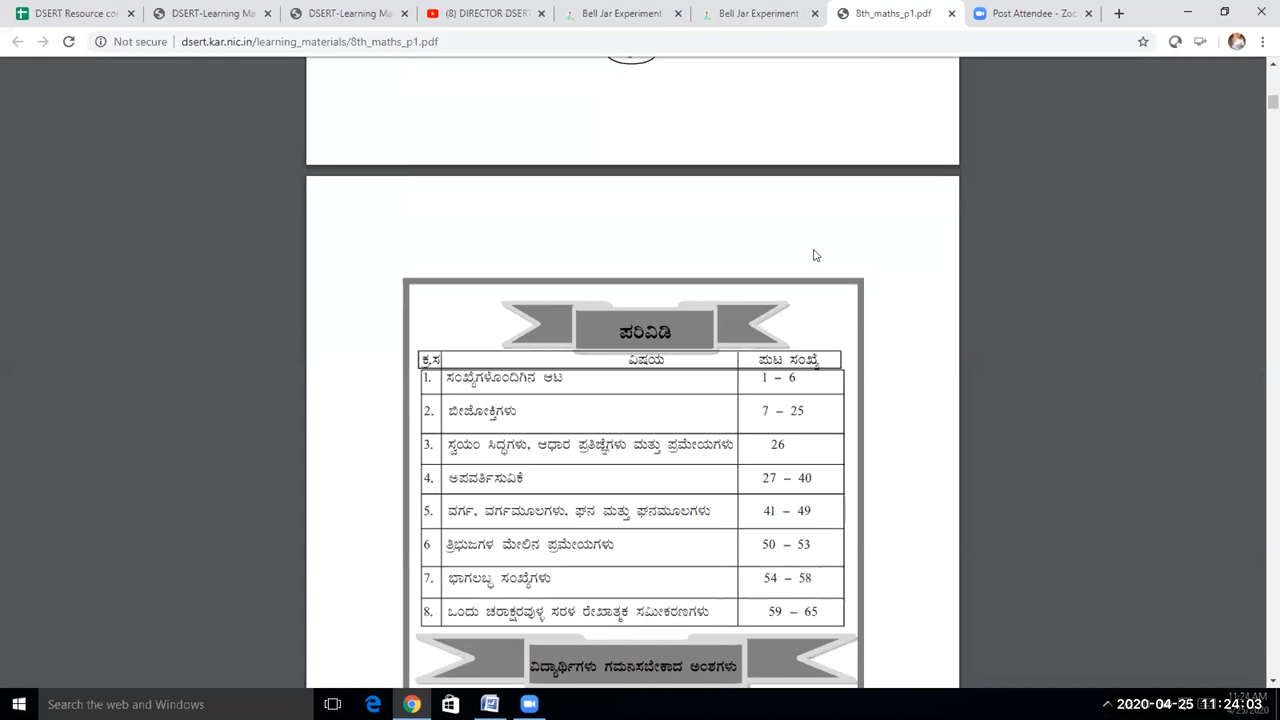 DSERT Resource co
DSERT-Learning Ma
DSERT-Learning Ma
(8) DIRECTOR DSERT
Bell Jar Experiment
Bell Jar Experiment
8th_maths_p1.pdf
Post Attendee - Zoo
Not secure | dsert.kar.nic.in/learning_materials/8th_maths_p1.pdf
ಪರಿವಿಡಿ
ಕ್ರ.ಸ ವಿಷಯ ಪುಟ ಸಂಖ್ಯೆ
1. ಸಂಖ್ಯೆಗಳೊಂದಿಗಿನ ಆಟ 1 – 6
2. ಬೀಜೋಕ್ತಿಗಳು 7 – 25
3. ಸ್ವಯಂ ಸಿದ್ಧಗಳು, ಆಧಾರ ಪ್ರತಿಜ್ಞೆಗಳು ಮತ್ತು ಪ್ರಮೇಯಗಳು 26
4. ಅಪವರ್ತಿಸುವಿಕೆ 27 – 40
5. ವರ್ಗ, ವರ್ಗಮೂಲಗಳು, ಘನ ಮತ್ತು ಘನಮೂಲಗಳು 41 – 49
6 ತ್ರಿಭುಜಗಳ ಮೇಲಿನ ಪ್ರಮೇಯಗಳು 50 – 53
7. ಭಾಗಲಬ್ಧ ಸಂಖ್ಯೆಗಳು 54 – 58
8. ಒಂದು ಚರಾಕ್ಷರವುಳ್ಳ ಸರಳ ರೇಖಾತ್ಮಕ ಸಮೀಕರಣಗಳು 59 – 65
ವಿದ್ಯಾರ್ಥಿಗಳು ಗಮನಿಸಬೇಕಾದ ಅಂಶಗಳು
Search the web and Windows
2020-04-25 11:24:03